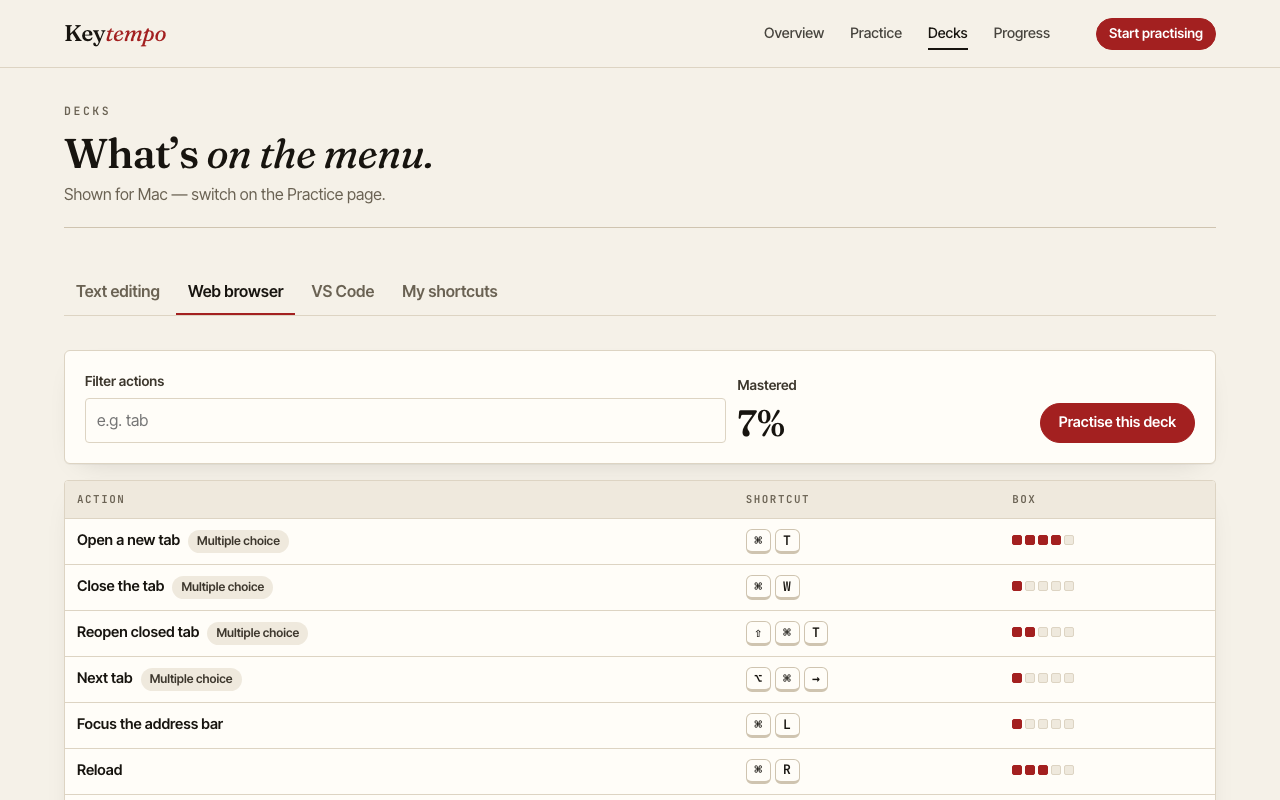 Keytempo
Overview Practice Decks Progress Start practising
DECKS
What’s on the menu.
Shown for Mac — switch on the Practice page.
Text editing Web browser VS Code My shortcuts
Filter actions
e.g. tab
Mastered
7%
Practise this deck
ACTION SHORTCUT BOX
Open a new tab Multiple choice ⌘ T
Close the tab Multiple choice ⌘ W
Reopen closed tab Multiple choice ⇧ ⌘ T
Next tab Multiple choice ⌥ ⌘ →
Focus the address bar ⌘ L
Reload ⌘ R